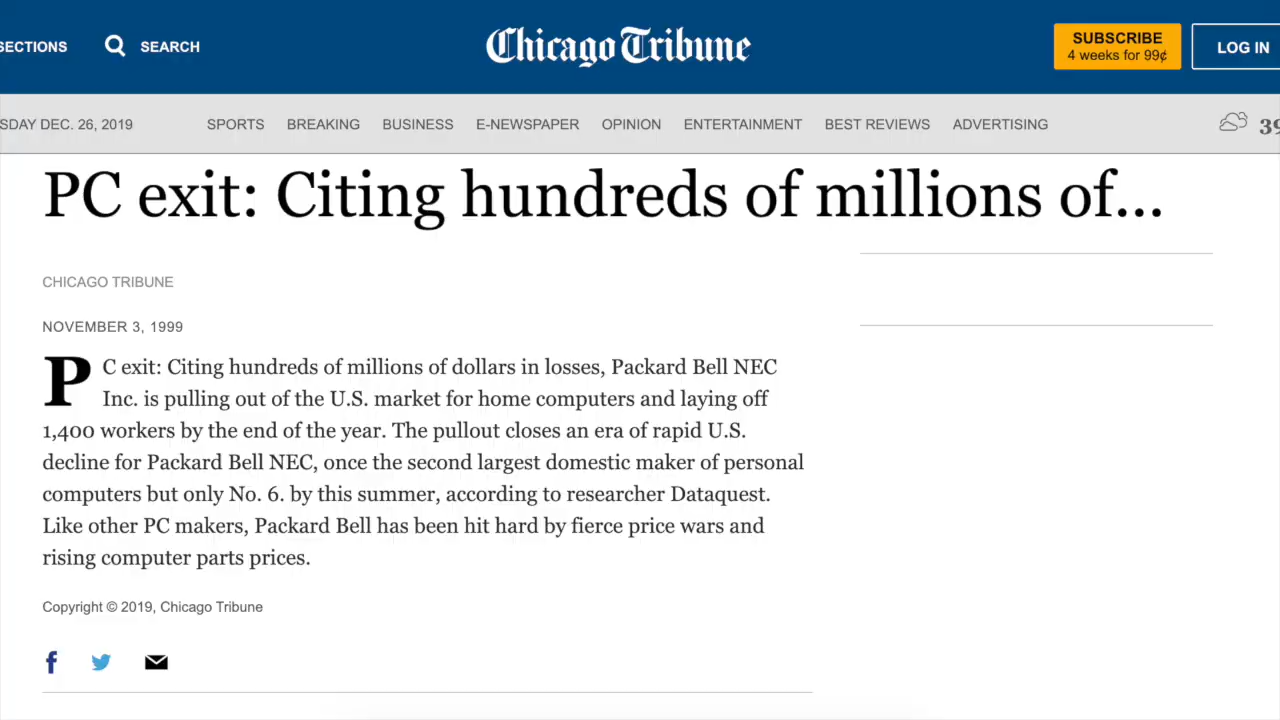 SECTIONS SEARCH Chicago Tribune SUBSCRIBE LOG IN
4 weeks for 99¢
SDAY DEC. 26, 2019 SPORTS BREAKING BUSINESS E-NEWSPAPER OPINION ENTERTAINMENT BEST REVIEWS ADVERTISING 39
PC exit: Citing hundreds of millions of...
CHICAGO TRIBUNE
NOVEMBER 3, 1999
PC exit: Citing hundreds of millions of dollars in losses, Packard Bell NEC
Inc. is pulling out of the U.S. market for home computers and laying off
1,400 workers by the end of the year. The pullout closes an era of rapid U.S.
decline for Packard Bell NEC, once the second largest domestic maker of personal
computers but only No. 6. by this summer, according to researcher Dataquest.
Like other PC makers, Packard Bell has been hit hard by fierce price wars and
rising computer parts prices.
Copyright © 2019, Chicago Tribune